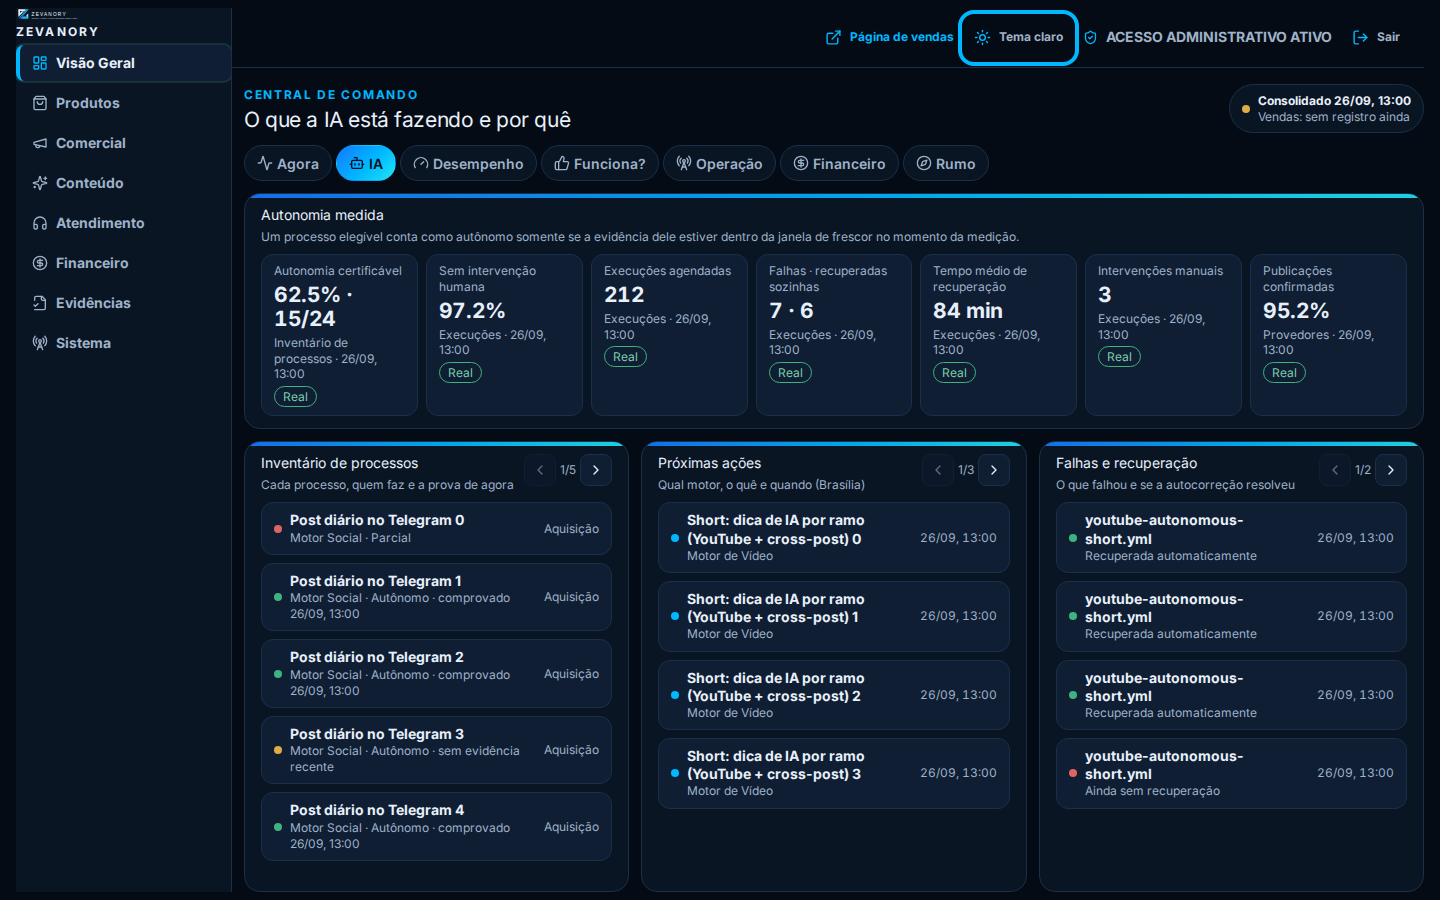 ZEVANORY
ZEVANORY
Visão Geral
Produtos
Comercial
Conteúdo
Atendimento
Financeiro
Evidências
Sistema
Página de vendas
Tema claro
ACESSO ADMINISTRATIVO ATIVO
Sair
CENTRAL DE COMANDO
O que a IA está fazendo e por quê
Consolidado 26/09, 13:00
Vendas: sem registro ainda
Agora
IA
Desempenho
Funciona?
Operação
Financeiro
Rumo
Autonomia medida
Um processo elegível conta como autônomo somente se a evidência dele estiver dentro da janela de frescor no momento da medição.
Autonomia certificável
62.5% ·
15/24
Inventário de
processos · 26/09,
13:00
Real
Sem intervenção
humana
97.2%
Execuções · 26/09,
13:00
Real
Execuções agendadas
212
Execuções · 26/09,
13:00
Real
Falhas · recuperadas
sozinhas
7 · 6
Execuções · 26/09,
13:00
Real
Tempo médio de
recuperação
84 min
Execuções · 26/09,
13:00
Real
Intervenções manuais
3
Execuções · 26/09,
13:00
Real
Publicações
confirmadas
95.2%
Provedores · 26/09,
13:00
Real
Inventário de processos
1/5
Cada processo, quem faz e a prova de agora
Post diário no Telegram 0
Motor Social · Parcial
Aquisição
Post diário no Telegram 1
Motor Social · Autônomo · comprovado
26/09, 13:00
Aquisição
Post diário no Telegram 2
Motor Social · Autônomo · comprovado
26/09, 13:00
Aquisição
Post diário no Telegram 3
Motor Social · Autônomo · sem evidência
recente
Aquisição
Post diário no Telegram 4
Motor Social · Autônomo · comprovado
26/09, 13:00
Aquisição
Próximas ações
1/3
Qual motor, o quê e quando (Brasília)
Short: dica de IA por ramo
(YouTube + cross-post) 0
Motor de Vídeo
26/09, 13:00
Short: dica de IA por ramo
(YouTube + cross-post) 1
Motor de Vídeo
26/09, 13:00
Short: dica de IA por ramo
(YouTube + cross-post) 2
Motor de Vídeo
26/09, 13:00
Short: dica de IA por ramo
(YouTube + cross-post) 3
Motor de Vídeo
26/09, 13:00
Falhas e recuperação
1/2
O que falhou e se a autocorreção resolveu
youtube-autonomous-
short.yml
Recuperada automaticamente
26/09, 13:00
youtube-autonomous-
short.yml
Recuperada automaticamente
26/09, 13:00
youtube-autonomous-
short.yml
Recuperada automaticamente
26/09, 13:00
youtube-autonomous-
short.yml
Ainda sem recuperação
26/09, 13:00